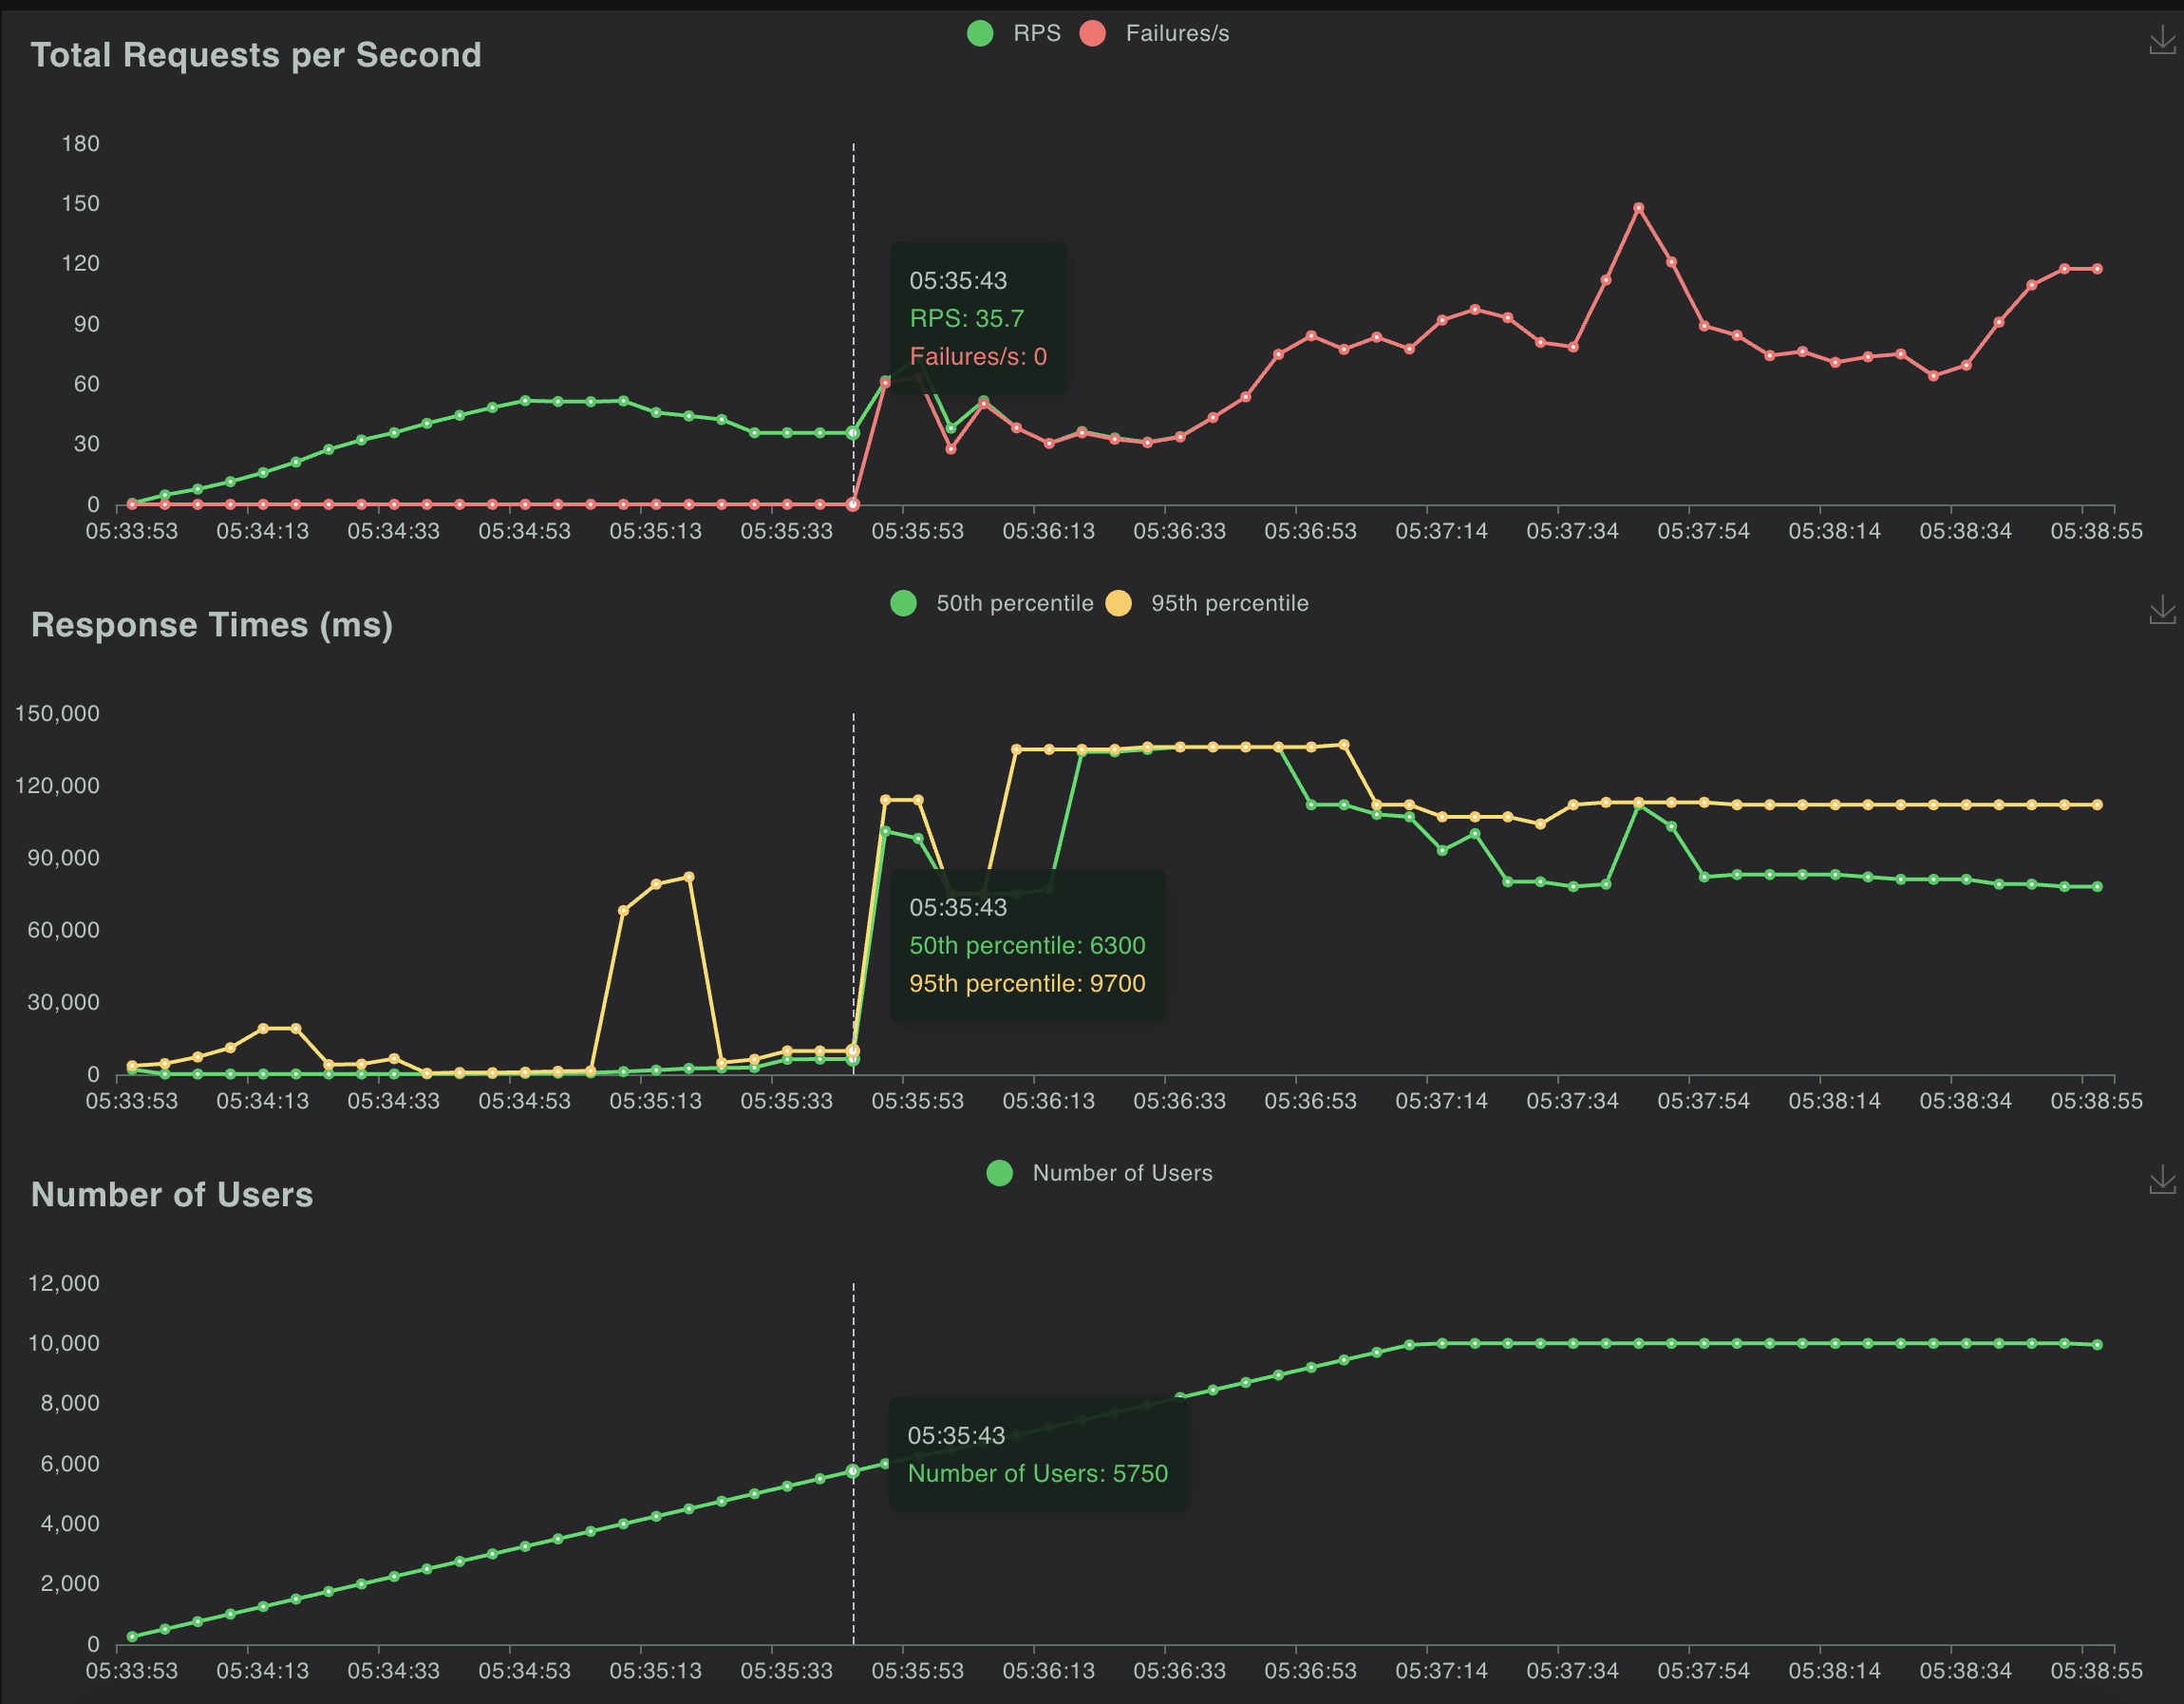 Total Requests per Second
RPS Failures/s
180
150
120
90
60
30
0
05:35:43
RPS: 35.7
Failures/s: 0
05:33:53 05:34:13 05:34:33 05:34:53 05:35:13 05:35:33 05:35:53 05:36:13 05:36:33 05:36:53 05:37:14 05:37:34 05:37:54 05:38:14 05:38:34 05:38:55
Response Times (ms)
50th percentile 95th percentile
150,000
120,000
90,000
60,000
30,000
0
05:35:43
50th percentile: 6300
95th percentile: 9700
05:33:53 05:34:13 05:34:33 05:34:53 05:35:13 05:35:33 05:35:53 05:36:13 05:36:33 05:36:53 05:37:14 05:37:34 05:37:54 05:38:14 05:38:34 05:38:55
Number of Users
Number of Users
12,000
10,000
8,000
6,000
4,000
2,000
0
05:35:43
Number of Users: 5750
05:33:53 05:34:13 05:34:33 05:34:53 05:35:13 05:35:33 05:35:53 05:36:13 05:36:33 05:36:53 05:37:14 05:37:34 05:37:54 05:38:14 05:38:34 05:38:55